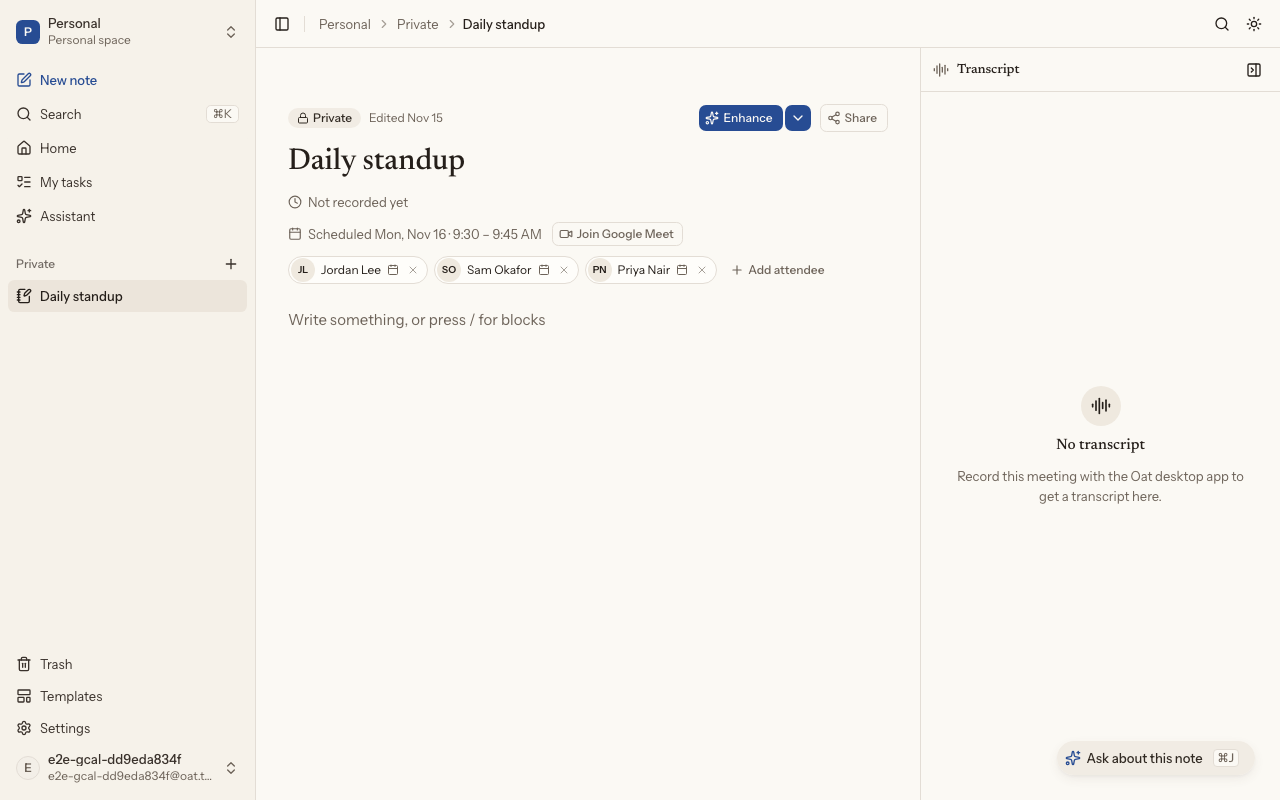 P
Personal
Personal space
New note
Search ⌘K
Home
My tasks
Assistant
Private
Daily standup
Trash
Templates
Settings
E
e2e-gcal-dd9eda834f
e2e-gcal-dd9eda834f@oat.t...
Personal > Private > Daily standup
Private Edited Nov 15
Enhance
Share
Daily standup
Not recorded yet
Scheduled Mon, Nov 16 · 9:30 – 9:45 AM Join Google Meet
JL Jordan Lee SO Sam Okafor PN Priya Nair Add attendee
Write something, or press / for blocks
Transcript
No transcript
Record this meeting with the Oat desktop app to
get a transcript here.
Ask about this note ⌘J